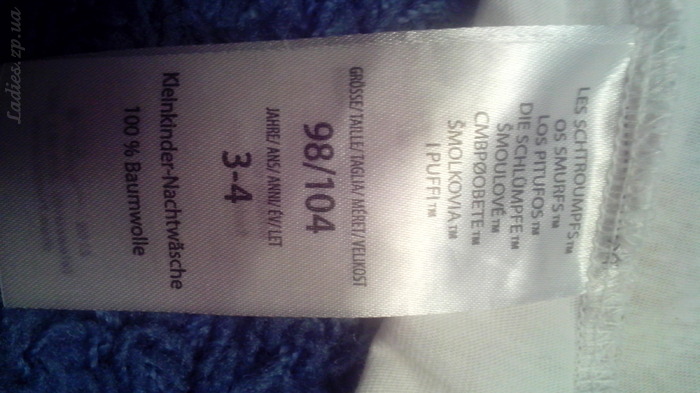 LES SCHTROUMPFS™
OS SMURFS™
LOS PITUFOS™
DIE SCHLÜMPFE™
ŠMOULOVÉ™
CMBPØOBETE™
ŠMOLKOVIA™
I PUFFI™
GRÖSSE/TAILLE/TAGLIA/MÉRET/VELIKOST
98/104
JAHRE/ANS/ANNI/ÉV/LET
3-4
Kleinkinder-Nachtwäsche
100 % Baumwolle
Ladies.zp.ua